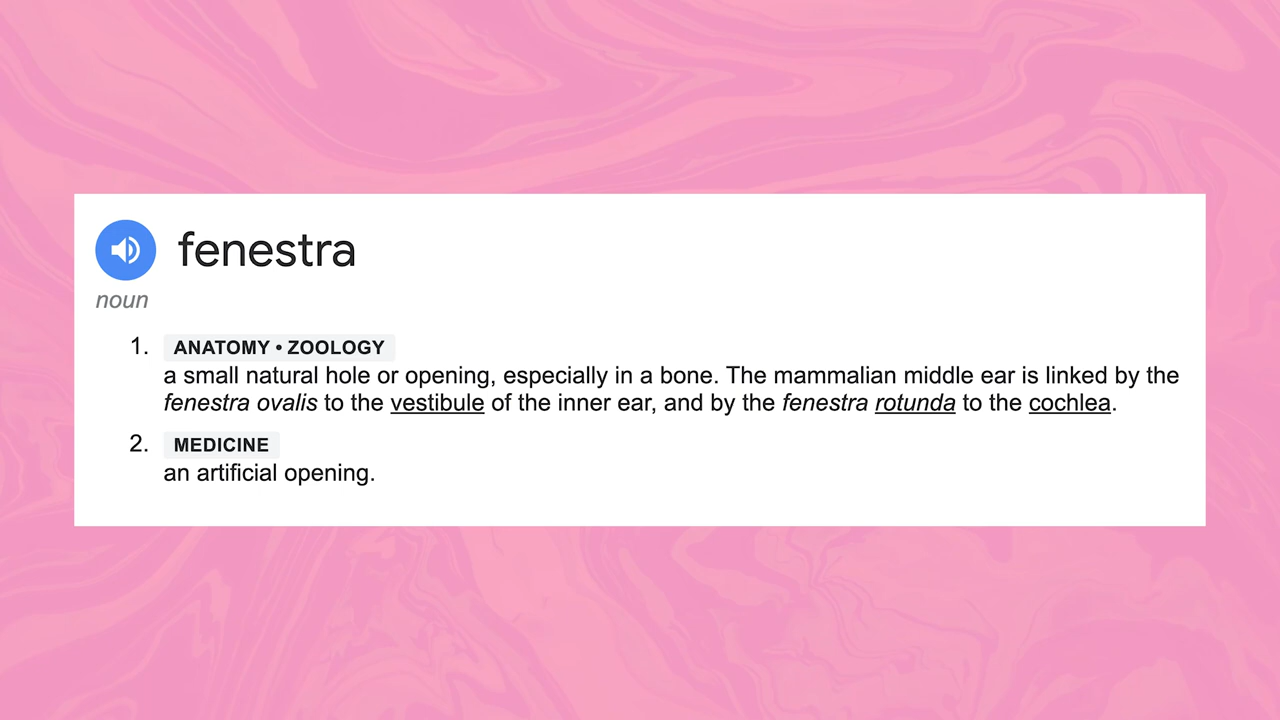 fenestra
noun
1. ANATOMY • ZOOLOGY
a small natural hole or opening, especially in a bone. The mammalian middle ear is linked by the
fenestra ovalis to the vestibule of the inner ear, and by the fenestra rotunda to the cochlea.
2. MEDICINE
an artificial opening.